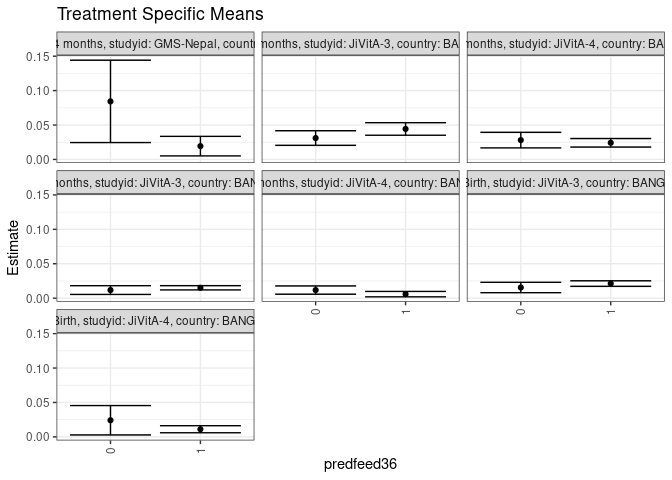 Treatment Specific Means
4 months, studyid: GMS-Nepal, countr
months, studyid: JiVitA-3, country: BA
months, studyid: JiVitA-4, country: BA
0.15
0.10
0.05
0.00
months, studyid: JiVitA-3, country: BAN
months, studyid: JiVitA-4, country: BAN
Birth, studyid: JiVitA-3, country: BANG
0.15
0.10
0.05
0.00
0 1
0 1
Birth, studyid: JiVitA-4, country: BANG
0.15
0.10
0.05
0.00
0 1
Estimate
predfeed36